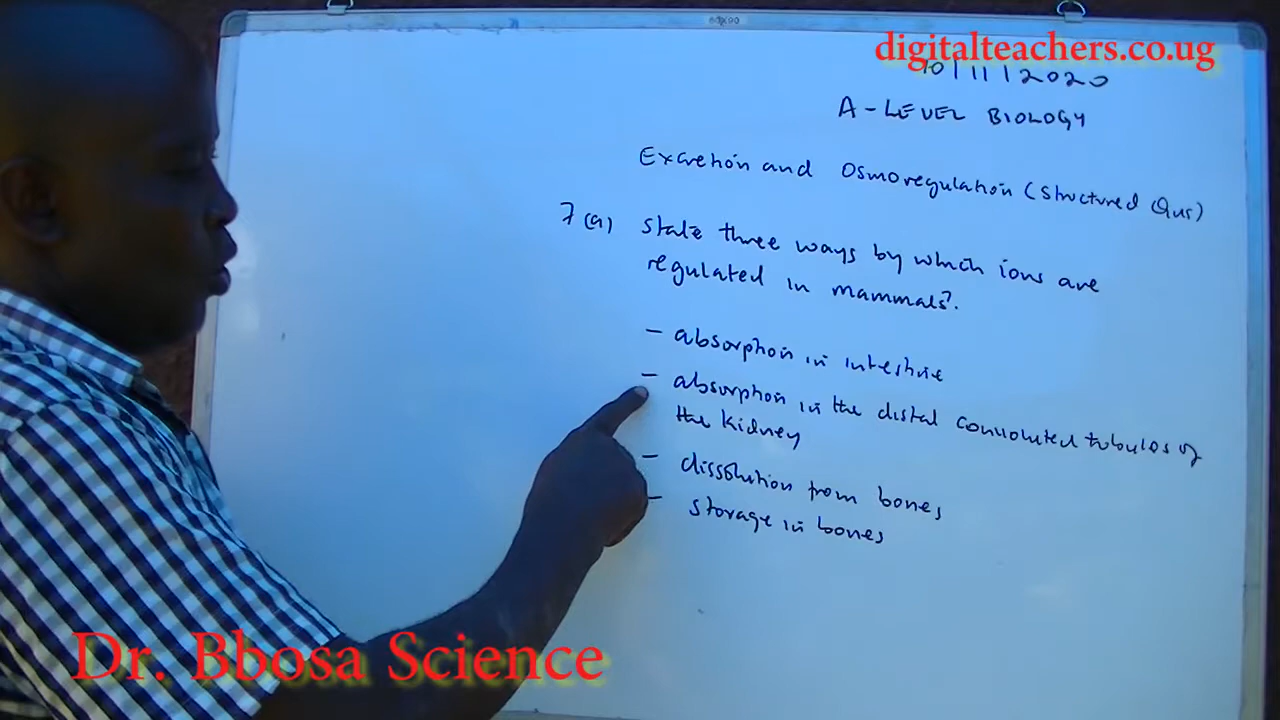 digitalteachers.co.ug
10/11/2020
A-LEVEL BIOLOGY
Excretion and Osmoregulation (Structured Qns)
7(a) State three ways by which ions are
regulated in mammals?
- absorption in intestine
- absorption in the distal convoluted tubules of
the kidney
- dissolution from bones
- storage in bones
Dr. Bbosa Science